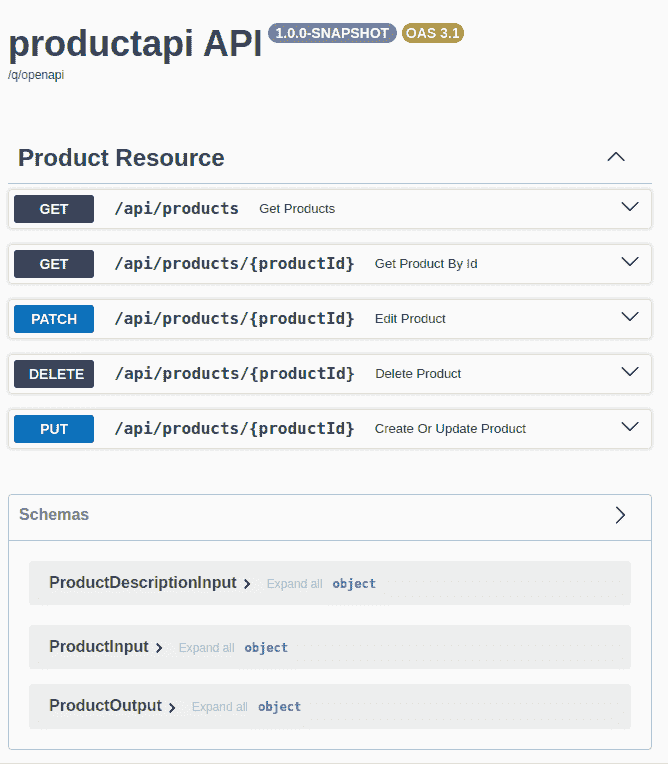 productapi API 1.0.0-SNAPSHOT OAS 3.1
/q/openapi
Product Resource
GET /api/products Get Products
GET /api/products/{productId} Get Product By Id
PATCH /api/products/{productId} Edit Product
DELETE /api/products/{productId} Delete Product
PUT /api/products/{productId} Create Or Update Product
Schemas
ProductDescriptionInput Expand all object
ProductInput Expand all object
ProductOutput Expand all object